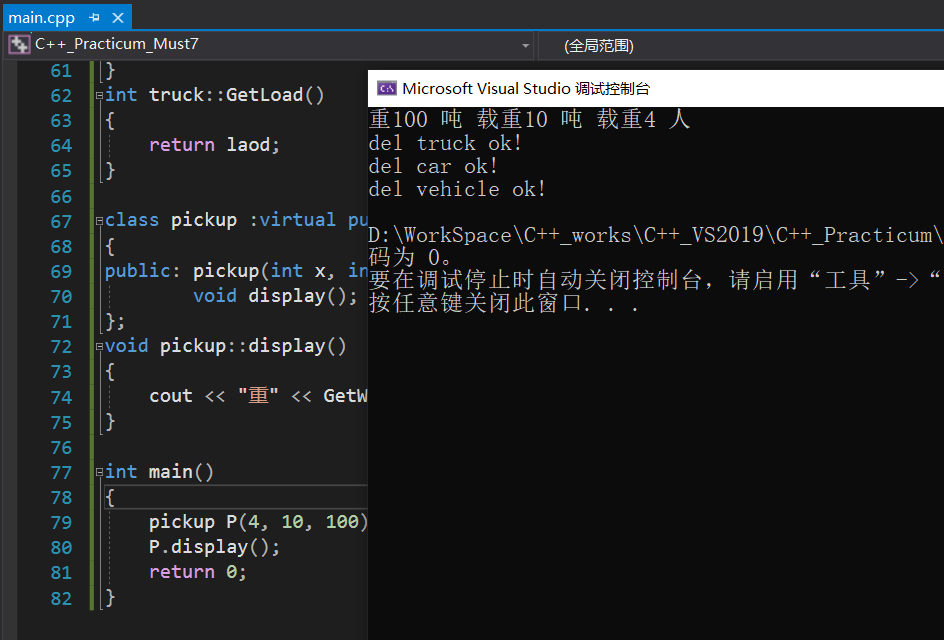 main.cpp
C++_Practicum_Must7
(全局范围)
61 }
62 int truck::GetLoad()
63 {
64 return laod;
65 }
66
67 class pickup :virtual pu
68 {
69 public: pickup(int x, in
70 void display();
71 };
72 void pickup::display()
73 {
74 cout << "重" << GetW
75 }
76
77 int main()
78 {
79 pickup P(4, 10, 100)
80 P.display();
81 return 0;
82 }
C:\
Microsoft Visual Studio 调试控制台
重100 吨 载重10 吨 载重4 人
del truck ok!
del car ok!
del vehicle ok!
D:\WorkSpace\C++_works\C++_VS2019\C++_Practicum\
码为 0。
要在调试停止时自动关闭控制台，请启用“工具”->“
按任意键关闭此窗口. . .